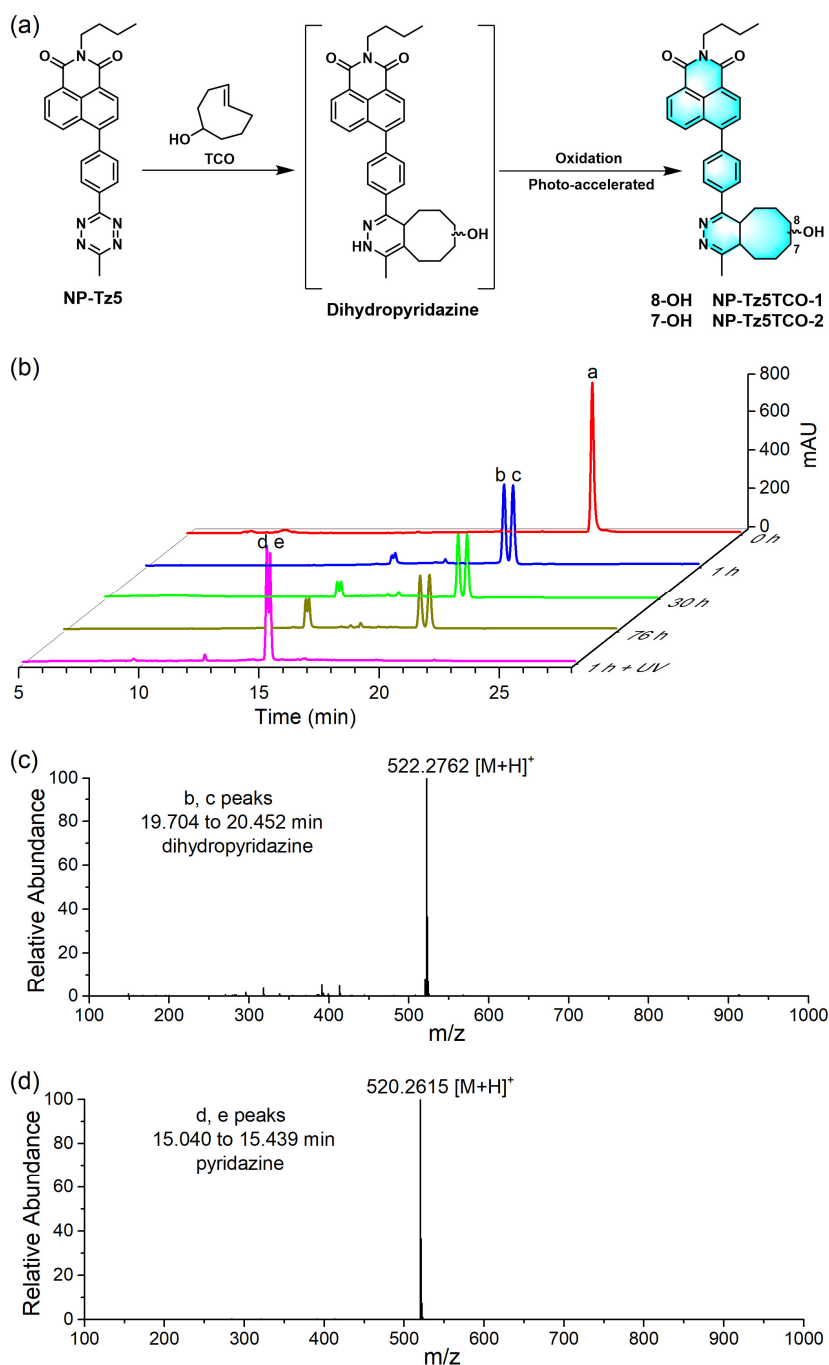 (a)
O
N
O
N
N
N
N
NP-Tz5
HO
TCO
O
N
O
N
HN
OH
Dihydropyridazine
Oxidation
Photo-accelerated
O
N
O
N
N
8
OH
7
8-OH NP-Tz5TCO-1
7-OH NP-Tz5TCO-2
(b)
a
b c
d e
800
600
400
200
0
mAU
0 h
1 h
30 h
76 h
1 h + UV
5 10 15 20 25
Time (min)
(c)
522.2762 [M+H]⁺
b, c peaks
19.704 to 20.452 min
dihydropyridazine
100
80
60
40
20
0
Relative Abundance
100 200 300 400 500 600 700 800 900 1000
m/z
(d)
520.2615 [M+H]⁺
d, e peaks
15.040 to 15.439 min
pyridazine
100
80
60
40
20
0
Relative Abundance
100 200 300 400 500 600 700 800 900 1000
m/z